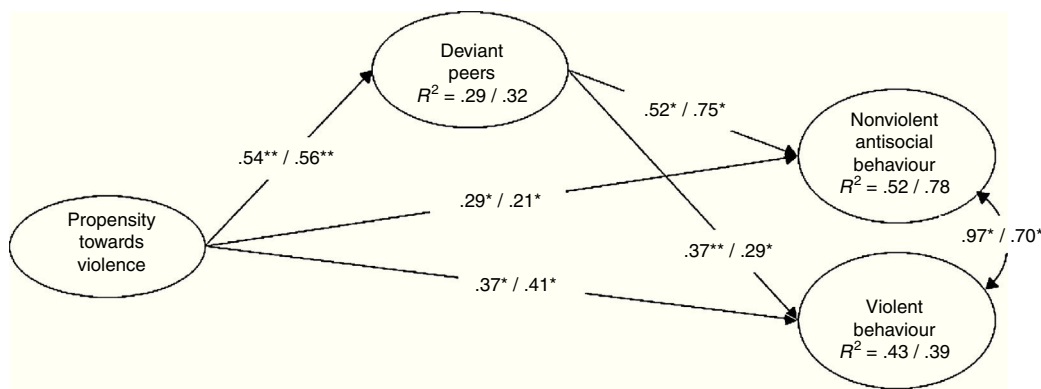 Deviant
peers
R² = .29 / .32
.52* / .75*
Nonviolent
antisocial
behaviour
R² = .52 / .78
.54** / .56**
.29* / .21*
Propensity
towards
violence
.37** / .29*
.97* / .70*
.37* / .41*
Violent
behaviour
R² = .43 / .39